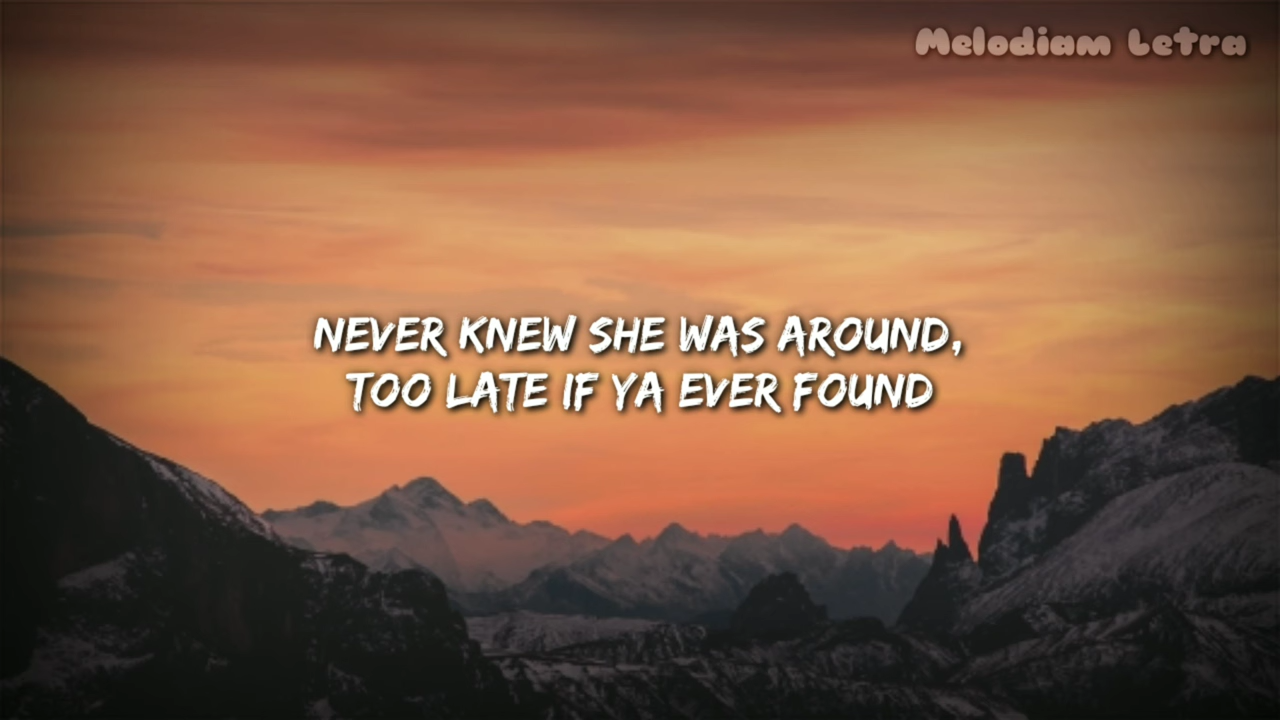 Melodiam Letra
NEVER KNEW SHE WAS AROUND,
TOO LATE IF YA EVER FOUND